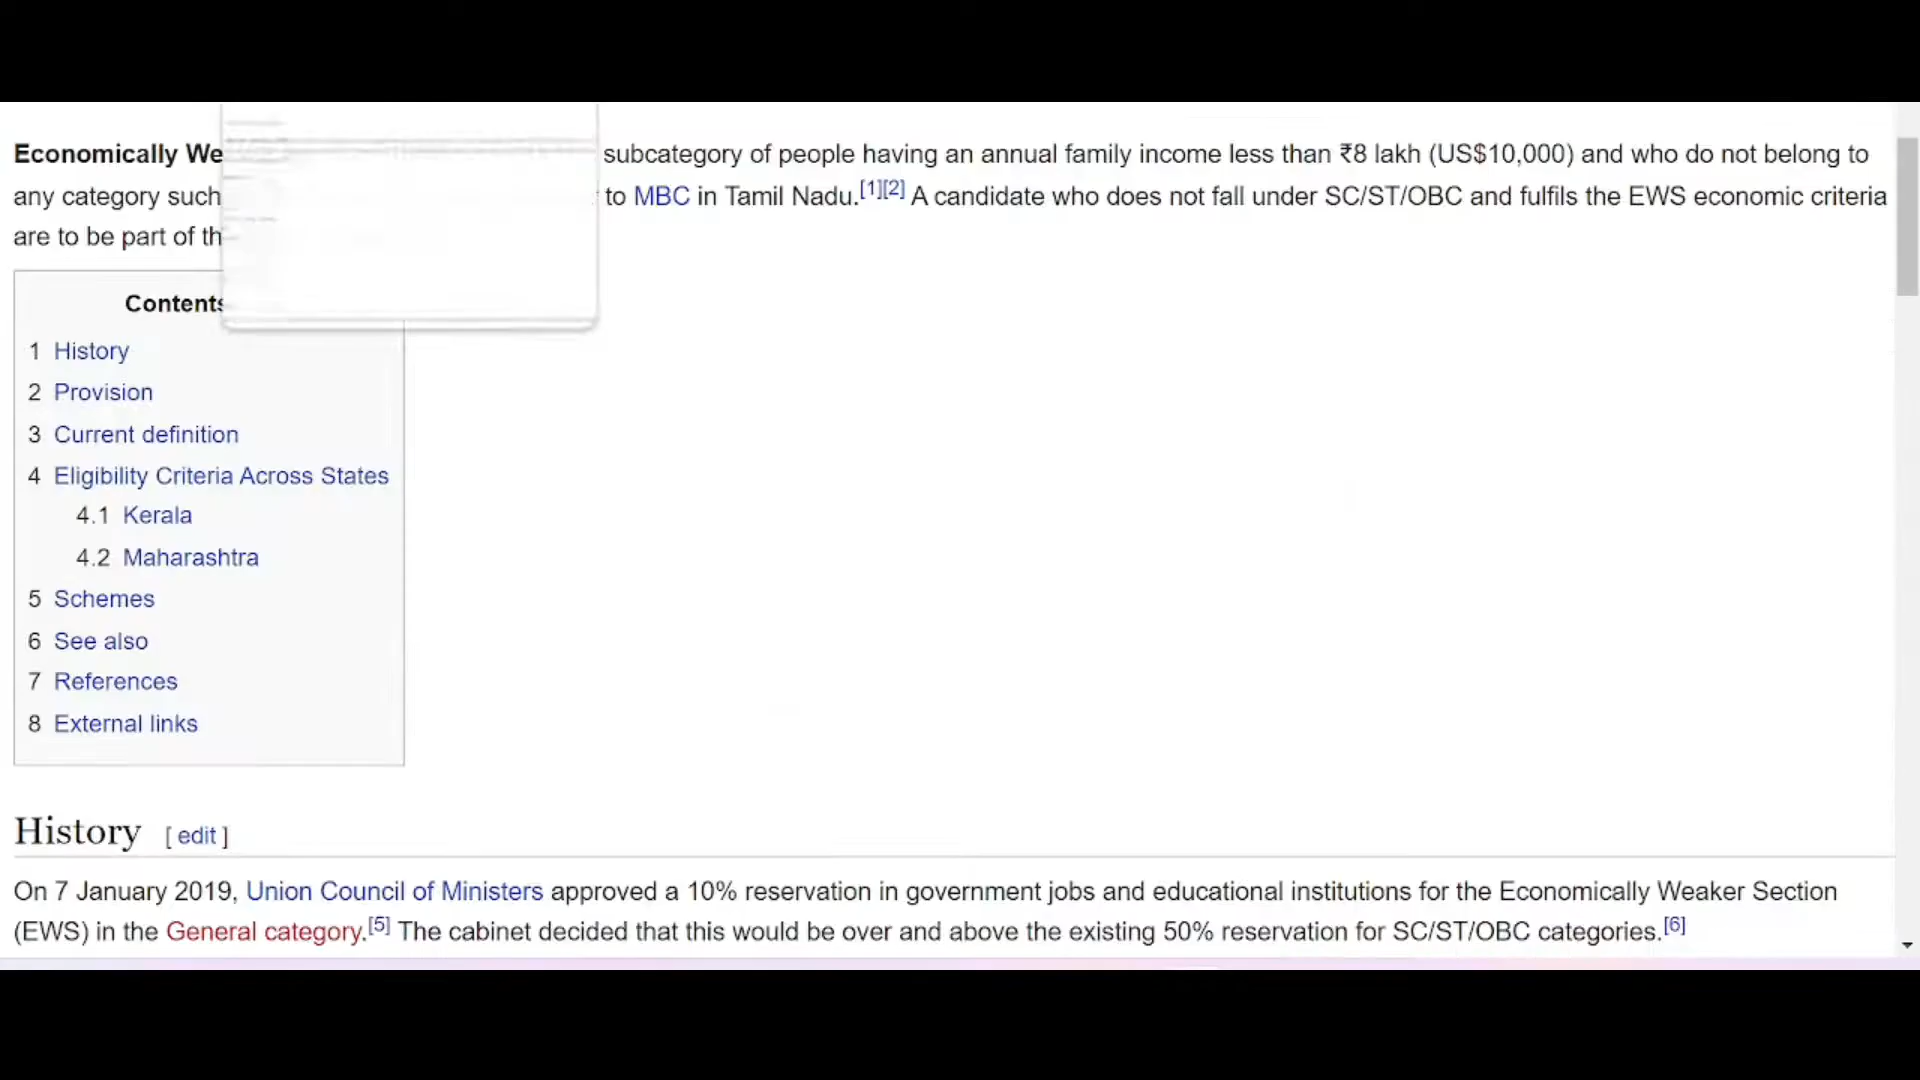 Economically We subcategory of people having an annual family income less than ₹8 lakh (US$10,000) and who do not belong to
any category such to MBC in Tamil Nadu.[1][2] A candidate who does not fall under SC/ST/OBC and fulfils the EWS economic criteria
are to be part of th
Contents
1 History
2 Provision
3 Current definition
4 Eligibility Criteria Across States
4.1 Kerala
4.2 Maharashtra
5 Schemes
6 See also
7 References
8 External links
History [ edit ]
On 7 January 2019, Union Council of Ministers approved a 10% reservation in government jobs and educational institutions for the Economically Weaker Section
(EWS) in the General category.[5] The cabinet decided that this would be over and above the existing 50% reservation for SC/ST/OBC categories.[6]